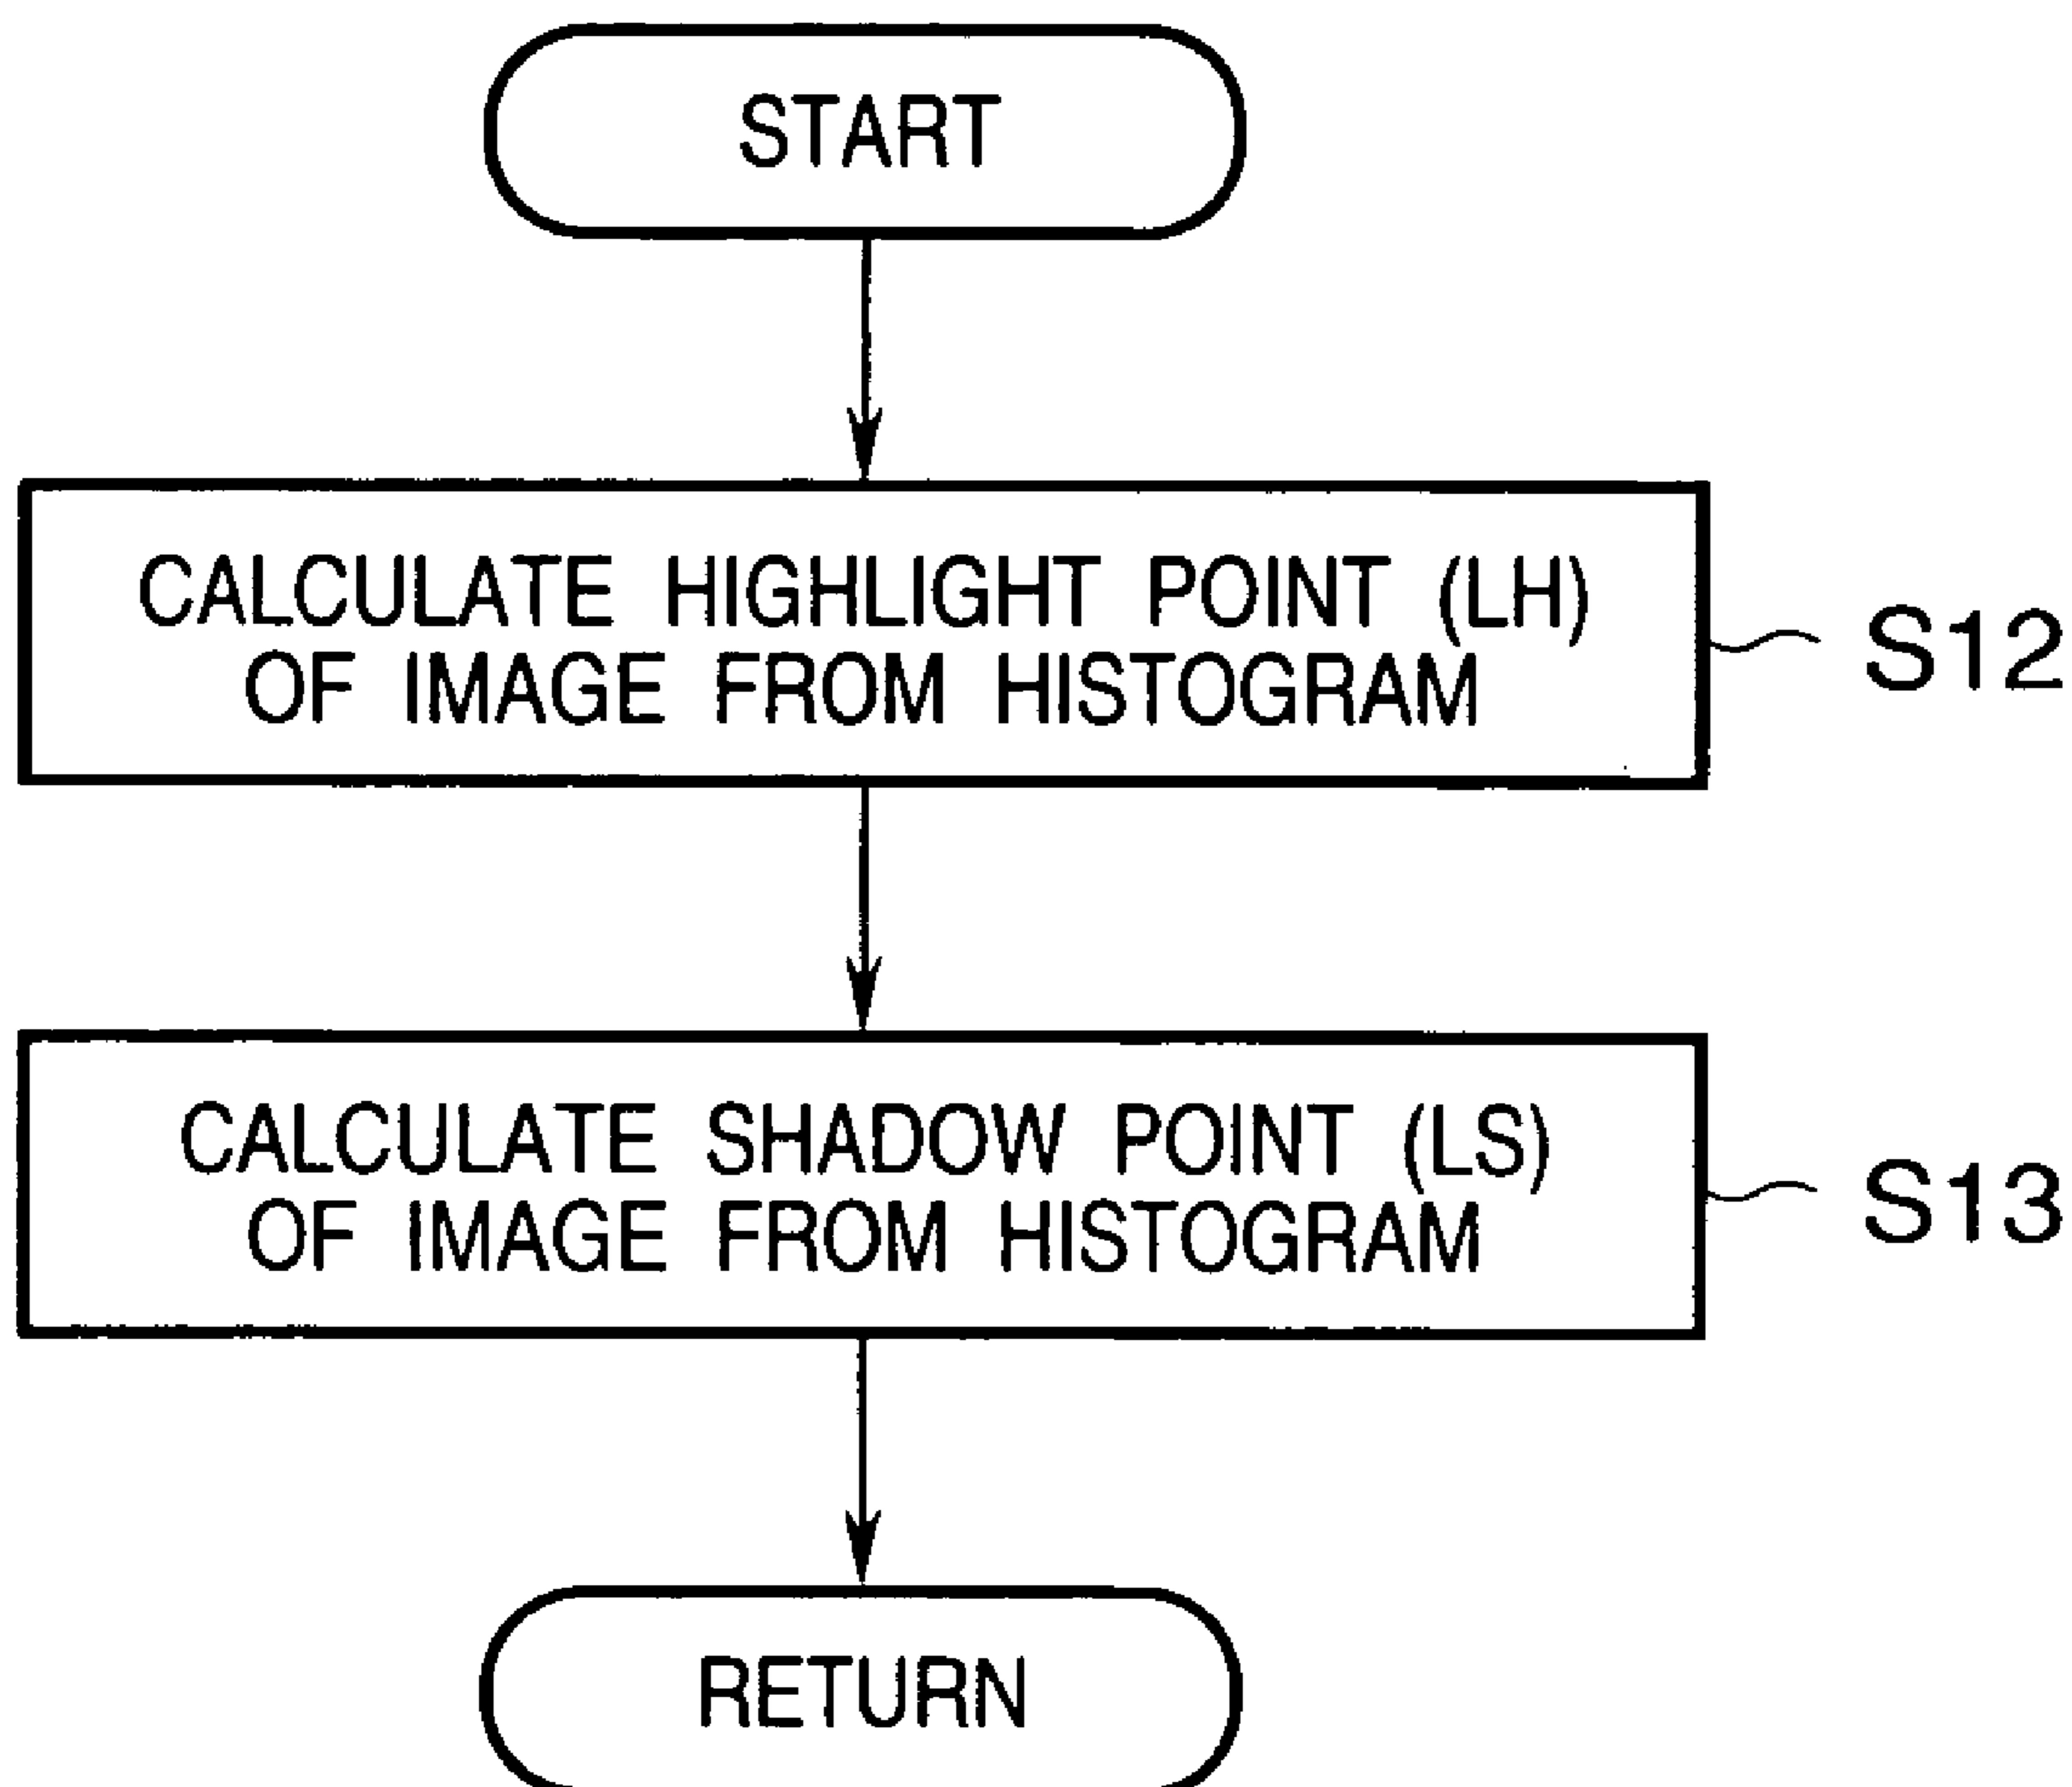 START
CALCULATE HIGHLIGHT POINT (LH)
OF IMAGE FROM HISTOGRAM
S12
CALCULATE SHADOW POINT (LS)
OF IMAGE FROM HISTOGRAM
S13
RETURN